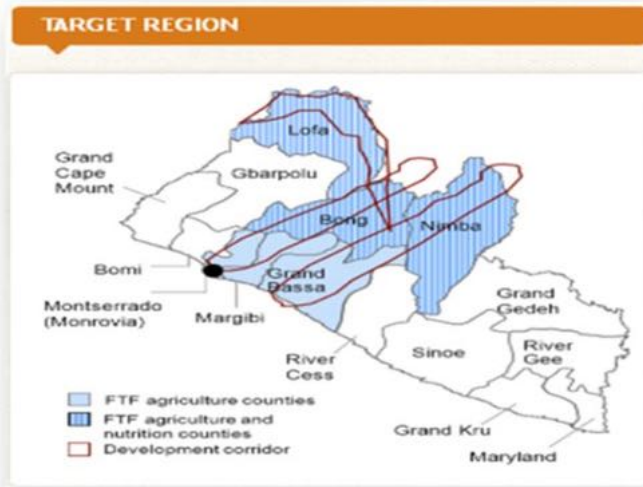 TARGET REGION
Lofa
Grand
Cape
Mount
Gbarpolu
Bong
Nimba
Bomi
Grand
Bassa
Montserrado
(Monrovia)
Margibi
Grand
Gedeh
River
Cess
Sinoe
River
Gee
Grand Kru
Maryland
FTF agriculture counties
FTF agriculture and
nutrition counties
Development corridor